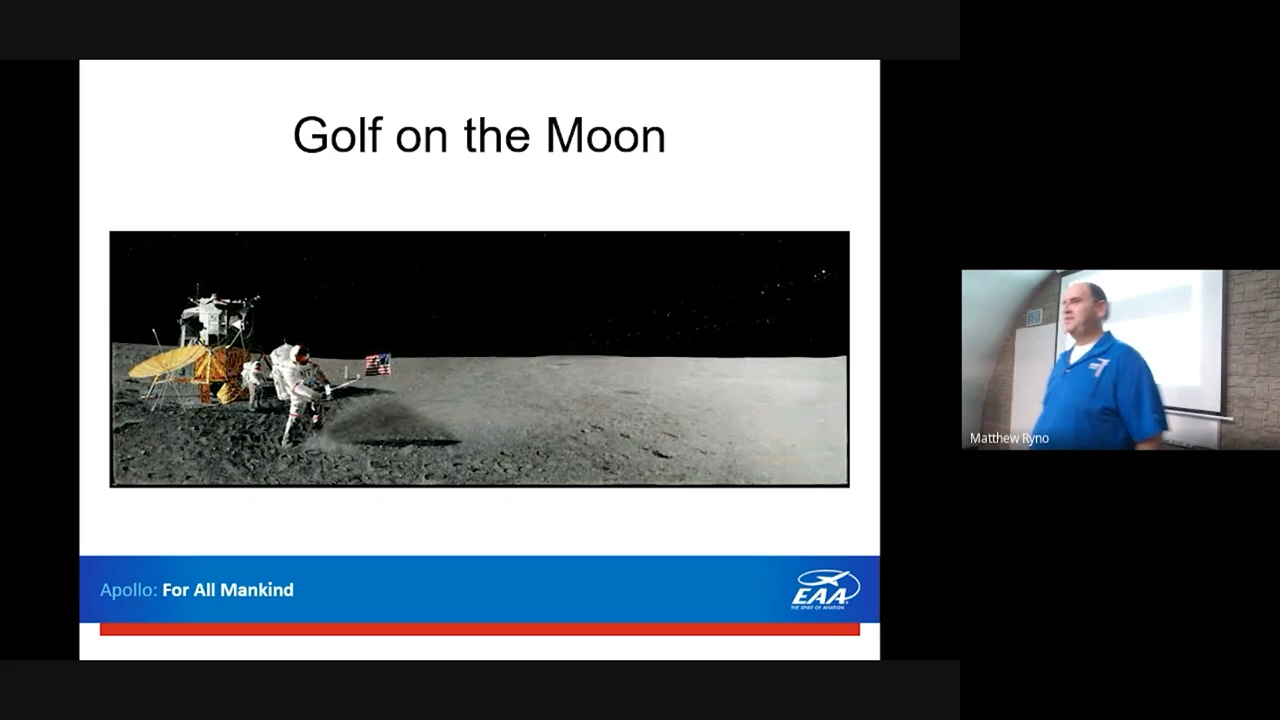 Golf on the Moon
Apollo: For All Mankind
EAA
THE SPIRIT OF AVIATION
Matthew Ryno